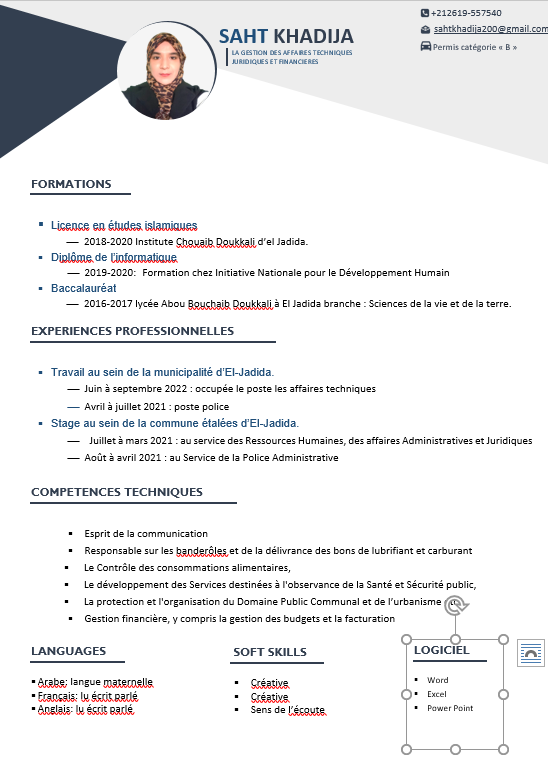 SAHT KHADIJA
LA GESTION DES AFFAIRES TECHNIQUES
JURIDIQUES ET FINANCIERES
+212619-557540
sahtkhadija200@gmail.com
Permis catégorie « B »
FORMATIONS
Licence en études islamiques
2018-2020 Institute Chouaib Doukkali d'el Jadida.
Diplôme de l'informatique
2019-2020: Formation chez Initiative Nationale pour le Développement Humain
Baccalauréat
2016-2017 lycée Abou Bouchaib Doukkali à El Jadida branche : Sciences de la vie et de la terre.
EXPERIENCES PROFESSIONNELLES
Travail au sein de la municipalité d'El-Jadida.
Juin à septembre 2022 : occupée le poste les affaires techniques
Avril à juillet 2021 : poste police
Stage au sein de la commune étalées d'El-Jadida.
Juillet à mars 2021 : au service des Ressources Humaines, des affaires Administratives et Juridiques
Août à avril 2021 : au Service de la Police Administrative
COMPETENCES TECHNIQUES
Esprit de la communication
Responsable sur les banderôles et de la délivrance des bons de lubrifiant et carburant
Le Contrôle des consommations alimentaires,
Le développement des Services destinées à l'observance de la Santé et Sécurité public,
La protection et l'organisation du Domaine Public Communal et de l'urbanisme
Gestion financière, y compris la gestion des budgets et la facturation
LANGUAGES
Arabe: langue maternelle
Français: lu écrit parlé
Anglais: lu écrit parlé
SOFT SKILLS
Créative
Créative
Sens de l'écoute
LOGICIEL
Word
Excel
Power Point